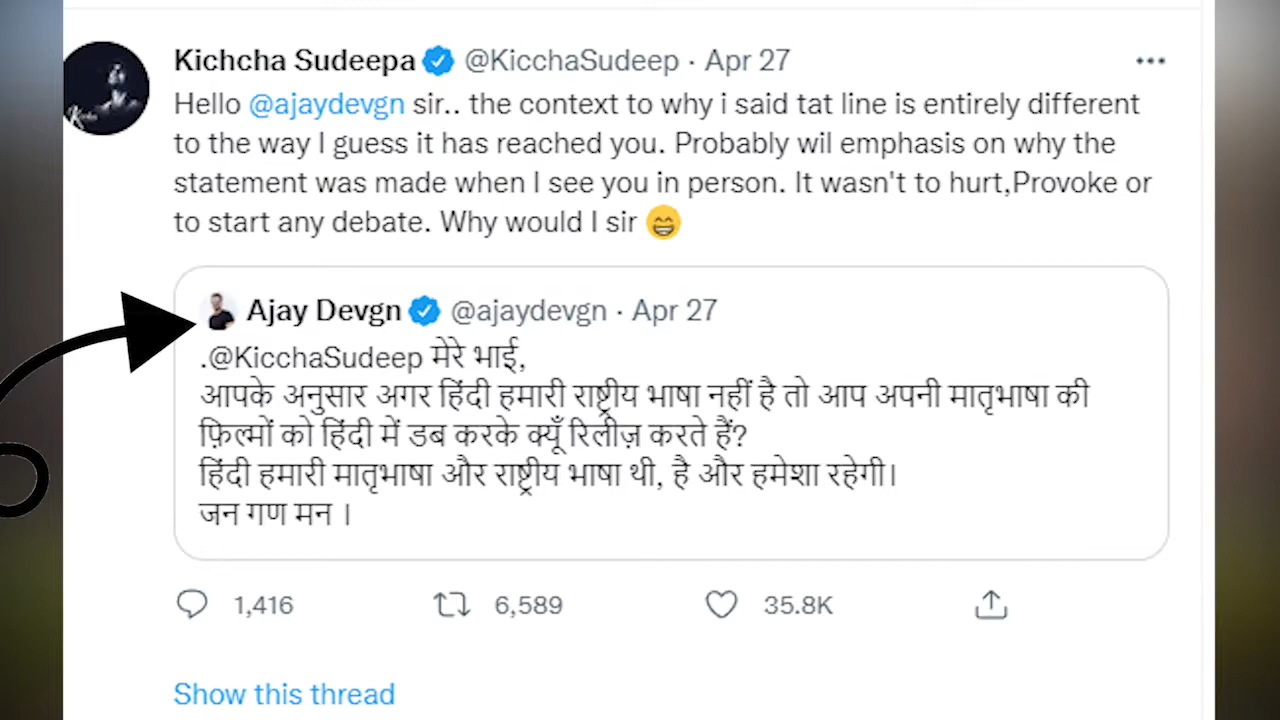 Kichcha Sudeepa @KicchaSudeep · Apr 27
Hello @ajaydevgn sir.. the context to why i said tat line is entirely different
to the way I guess it has reached you. Probably wil emphasis on why the
statement was made when I see you in person. It wasn't to hurt,Provoke or
to start any debate. Why would I sir 😁
Ajay Devgn @ajaydevgn · Apr 27
.@KicchaSudeep मेरे भाई,
आपके अनुसार अगर हिंदी हमारी राष्ट्रीय भाषा नहीं है तो आप अपनी मातृभाषा की
फ़िल्मों को हिंदी में डब करके क्यूँ रिलीज़ करते हैं?
हिंदी हमारी मातृभाषा और राष्ट्रीय भाषा थी, है और हमेशा रहेगी।
जन गण मन ।
1,416 6,589 35.8K
Show this thread